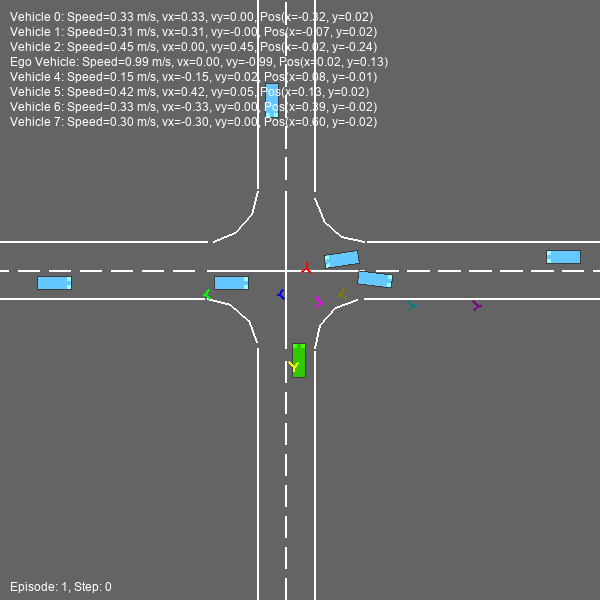 Vehicle 0: Speed=0.33 m/s, vx=0.33, vy=0.00, Pos(x=-0.32, y=0.02)
Vehicle 1: Speed=0.31 m/s, vx=0.31, vy=-0.00, Pos(x=-0.07, y=0.02)
Vehicle 2: Speed=0.45 m/s, vx=0.00, vy=0.45, Pos(x=-0.02, y=-0.24)
Ego Vehicle: Speed=0.99 m/s, vx=0.00, vy=-0.99, Pos(x=0.02, y=0.13)
Vehicle 4: Speed=0.15 m/s, vx=-0.15, vy=0.02, Pos(x=0.08, y=-0.01)
Vehicle 5: Speed=0.42 m/s, vx=0.42, vy=0.05, Pos(x=0.13, y=0.02)
Vehicle 6: Speed=0.33 m/s, vx=-0.33, vy=0.00, Pos(x=0.39, y=-0.02)
Vehicle 7: Speed=0.30 m/s, vx=-0.30, vy=0.00, Pos(x=0.60, y=-0.02)
Episode: 1, Step: 0